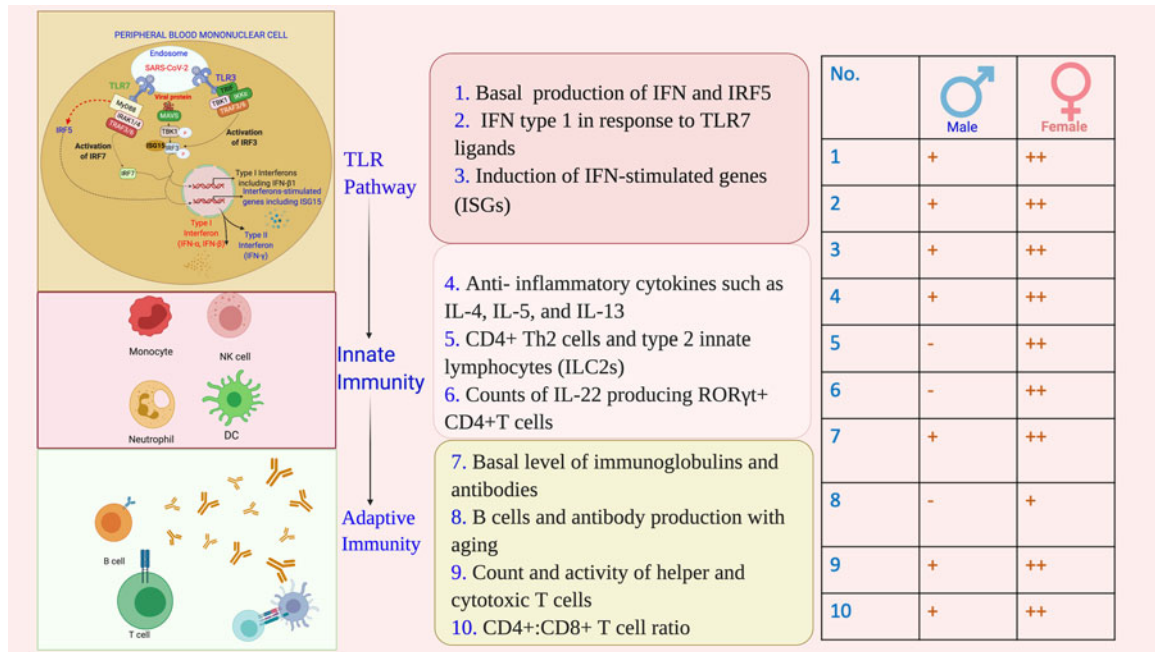 PERIPHERAL BLOOD MONONUCLEAR CELL
Endosome
SARS-CoV-2
TLR7
TLR3
Viral protein
MyD88
IRAK1/4
TRAF3/6
MAVS
TRIF
TBK1
IKKε
TRAF3/6
IRF5
TBK1
Activation
of IRF7
ISG15
IRF3
Activation
of IRF3
IRF7
Type I Interferons
including IFN-β1
Interferons-stimulated
genes including ISG15
Type I
Interferon
(IFN-α, IFN-β)
Type II
Interferon
(IFN-γ)
Monocyte
NK cell
Neutrophil
DC
B cell
T cell
TLR
Pathway
Innate
Immunity
Adaptive
Immunity
1. Basal production of IFN and IRF5
2. IFN type 1 in response to TLR7
ligands
3. Induction of IFN-stimulated genes
(ISGs)
4. Anti- inflammatory cytokines such as
IL-4, IL-5, and IL-13
5. CD4+ Th2 cells and type 2 innate
lymphocytes (ILC2s)
6. Counts of IL-22 producing RORγt+
CD4+T cells
7. Basal level of immunoglobulins and
antibodies
8. B cells and antibody production with
aging
9. Count and activity of helper and
cytotoxic T cells
10. CD4+:CD8+ T cell ratio
No. Male Female
1 + ++
2 + ++
3 + ++
4 + ++
5 - ++
6 - ++
7 + ++
8 - +
9 + ++
10 + ++